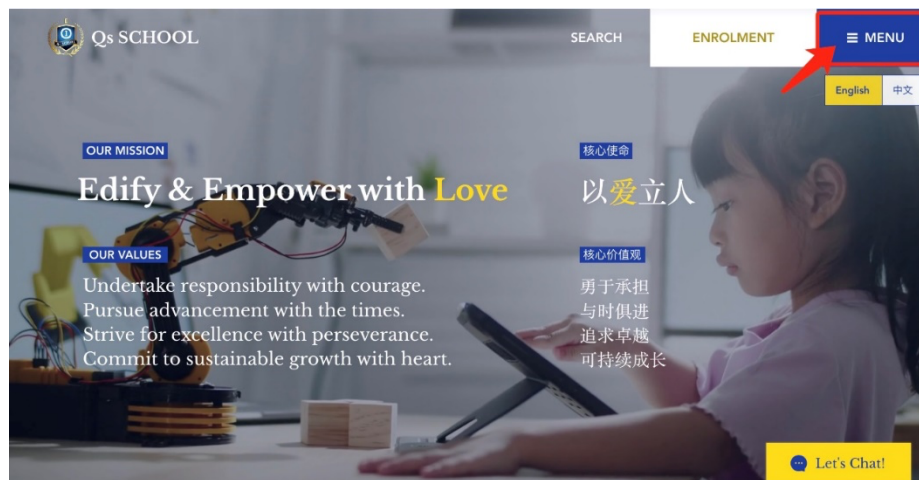 Qs SCHOOL
SEARCH
ENROLMENT
☰ MENU
English
中文
OUR MISSION
Edify & Empower with Love
核心使命
以爱立人
OUR VALUES
Undertake responsibility with courage.
Pursue advancement with the times.
Strive for excellence with perseverance.
Commit to sustainable growth with heart.
核心价值观
勇于承担
与时俱进
追求卓越
可持续成长
Let's Chat!